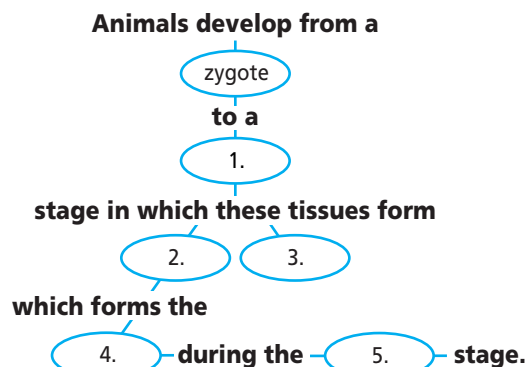 Animals develop from a
zygote
to a
1.
stage in which these tissues form
2. 3.
which forms the
4. during the 5. stage.